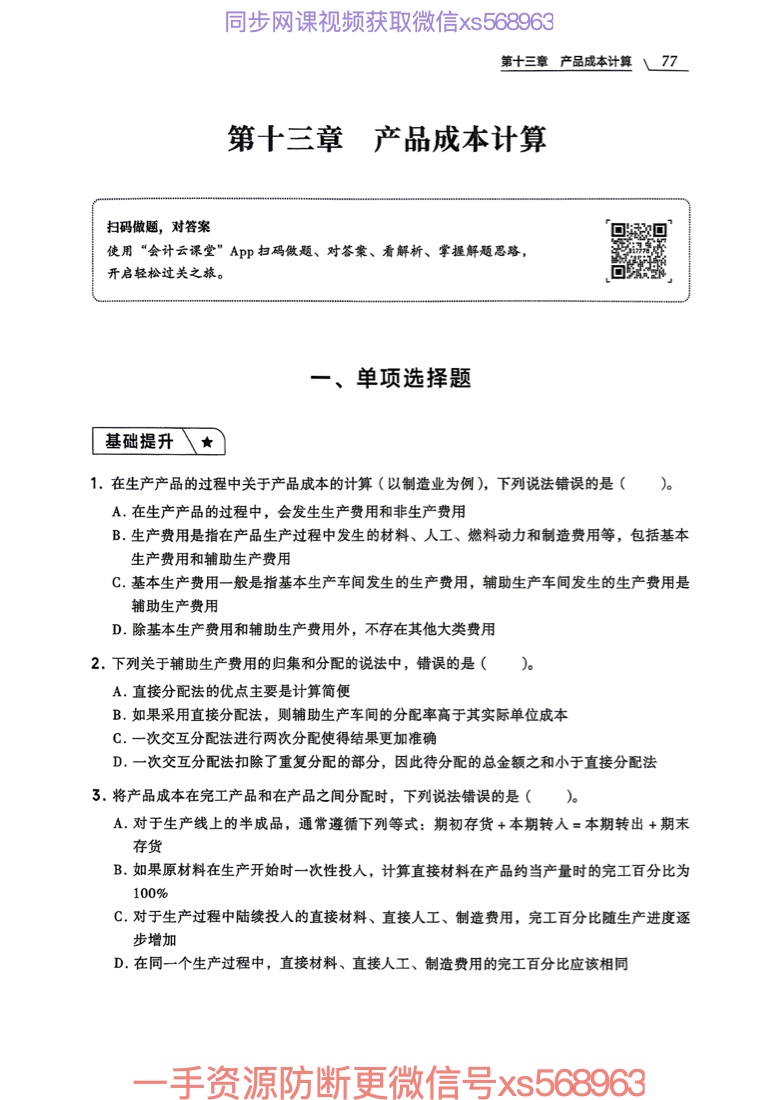 同步网课视频获取微信xs568963
第十三章 产品成本计算 77
第十三章 产品成本计算
扫码做题，对答案
使用“会计云课堂”App 扫码做题、对答案、看解析、掌握解题思路，
开启轻松过关之旅。
一、单项选择题
基础提升 ★
1. 在生产产品的过程中关于产品成本的计算（以制造业为例），下列说法错误的是（ ）。
A. 在生产产品的过程中，会发生生产费用和非生产费用
B. 生产费用是指在产品生产过程中发生的材料、人工、燃料动力和制造费用等，包括基本
生产费用和辅助生产费用
C. 基本生产费用一般是指基本生产车间发生的生产费用，辅助生产车间发生的生产费用是
辅助生产费用
D. 除基本生产费用和辅助生产费用外，不存在其他大类费用
2. 下列关于辅助生产费用的归集和分配的说法中，错误的是（ ）。
A. 直接分配法的优点主要是计算简便
B. 如果采用直接分配法，则辅助生产车间的分配率高于其实际单位成本
C. 一次交互分配法进行两次分配使得结果更加准确
D. 一次交互分配法扣除了重复分配的部分，因此待分配的总金额之和小于直接分配法
3. 将产品成本在完工产品和在产品之间分配时，下列说法错误的是（ ）。
A. 对于生产线上的半成品，通常遵循下列等式：期初存货 + 本期转入 = 本期转出 + 期末
存货
B. 如果原材料在生产开始时一次性投入，计算直接材料在产品约当产量时的完工百分比为
100%
C. 对于生产过程中陆续投入的直接材料、直接人工、制造费用，完工百分比随生产进度逐
步增加
D. 在同一个生产过程中，直接材料、直接人工、制造费用的完工百分比应该相同
一手资源防断更微信号xs568963